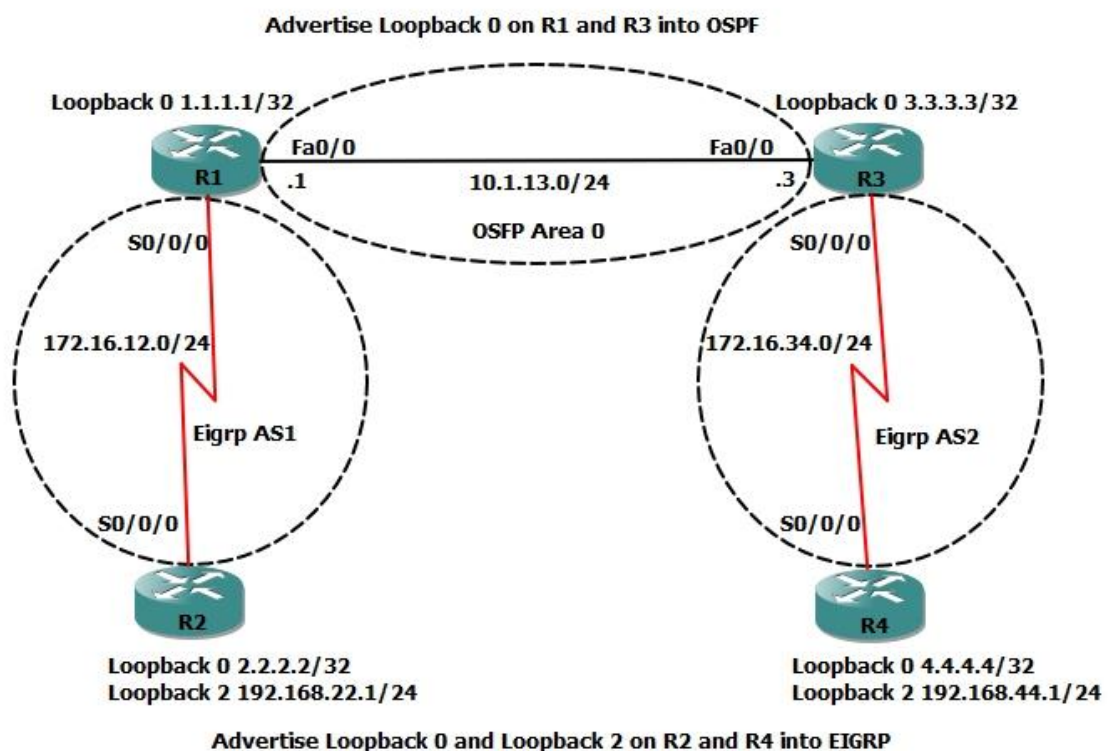 Advertise Loopback 0 on R1 and R3 into OSPF
Loopback 0 1.1.1.1/32
Loopback 0 3.3.3.3/32
Fa0/0
Fa0/0
R1
.1
10.1.13.0/24
.3
R3
OSFP Area 0
S0/0/0
S0/0/0
172.16.12.0/24
172.16.34.0/24
Eigrp AS1
Eigrp AS2
S0/0/0
S0/0/0
R2
R4
Loopback 0 2.2.2.2/32
Loopback 2 192.168.22.1/24
Loopback 0 4.4.4.4/32
Loopback 2 192.168.44.1/24
Advertise Loopback 0 and Loopback 2 on R2 and R4 into EIGRP